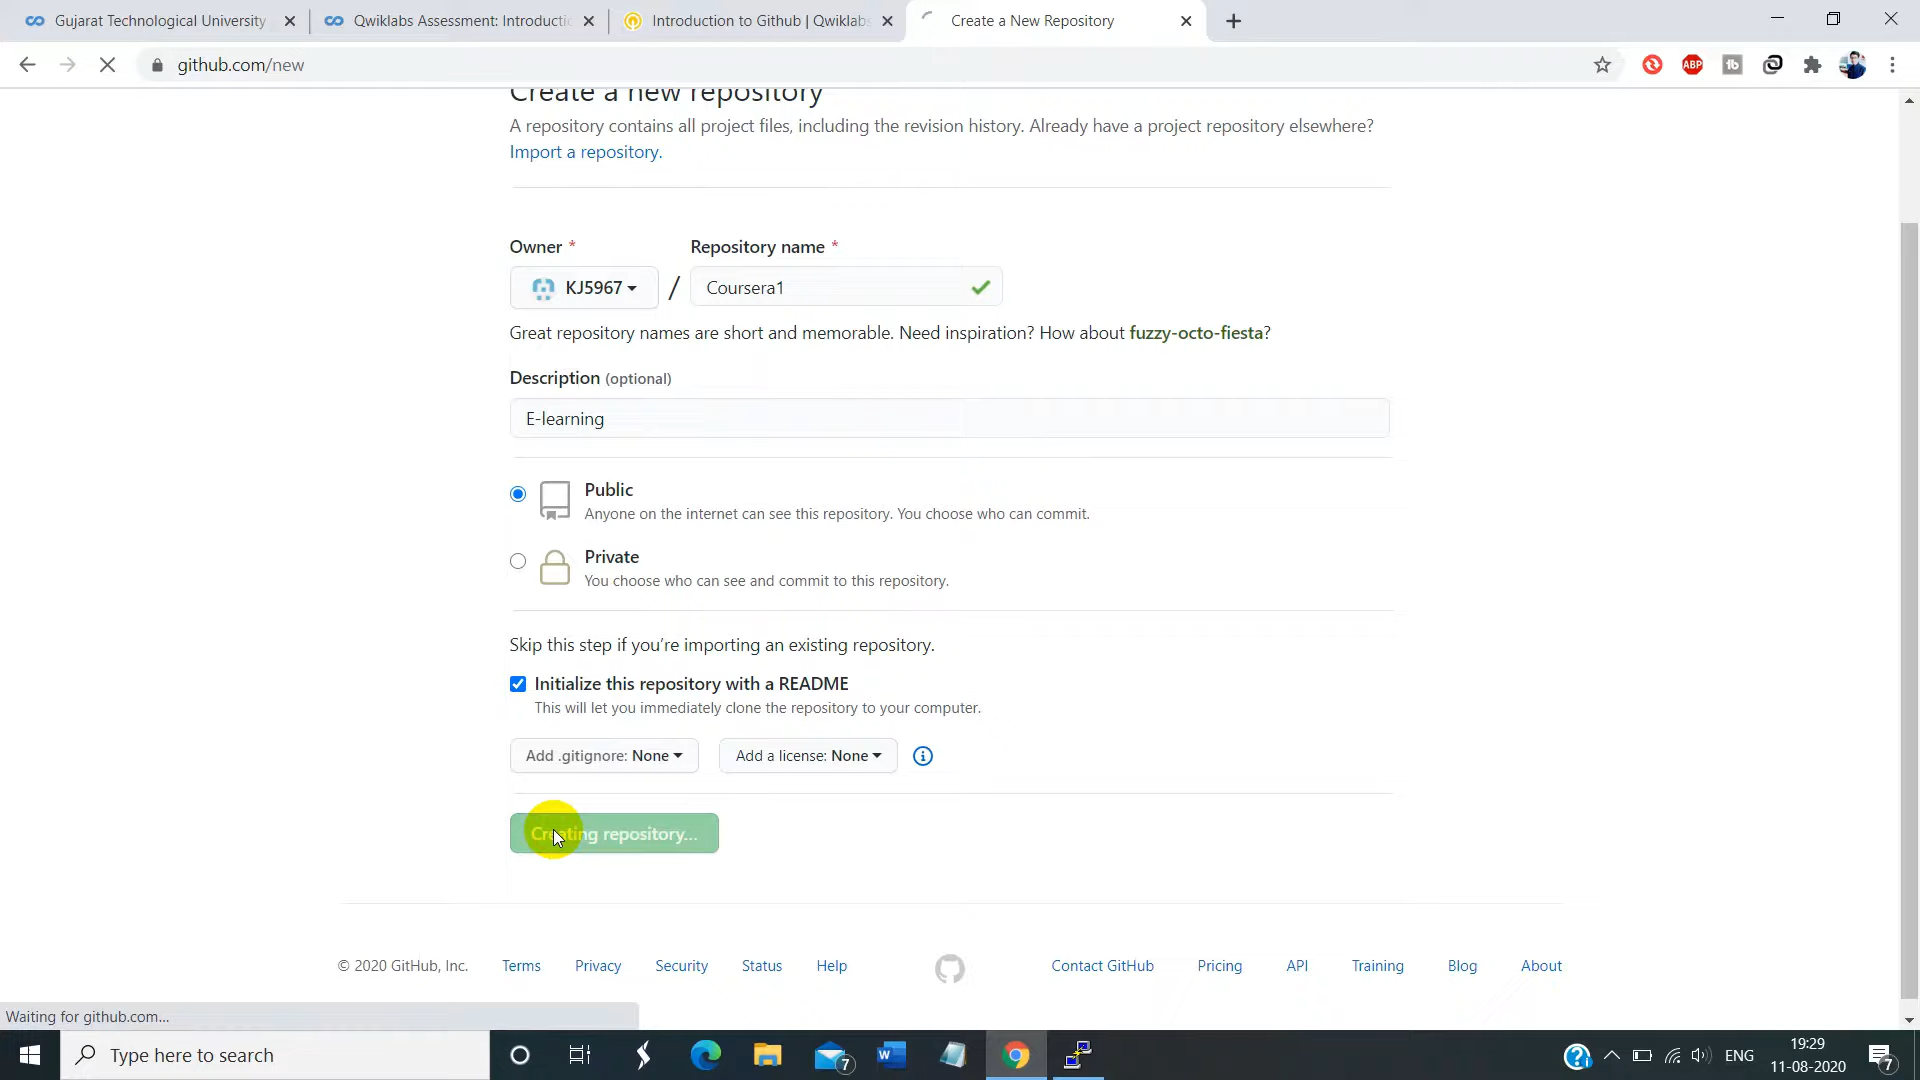 Gujarat Technological University
Qwiklabs Assessment: Introductio
Introduction to Github | Qwiklabs
Create a New Repository
github.com/new
ABP
Create a new repository
A repository contains all project files, including the revision history. Already have a project repository elsewhere?
Import a repository.
Owner *
Repository name *
KJ5967
/
Coursera1
Great repository names are short and memorable. Need inspiration? How about fuzzy-octo-fiesta?
Description (optional)
E-learning
Public
Anyone on the internet can see this repository. You choose who can commit.
Private
You choose who can see and commit to this repository.
Skip this step if you’re importing an existing repository.
Initialize this repository with a README
This will let you immediately clone the repository to your computer.
Add .gitignore: None
Add a license: None
Creating repository...
© 2020 GitHub, Inc.
Terms
Privacy
Security
Status
Help
Contact GitHub
Pricing
API
Training
Blog
About
Waiting for github.com...
Type here to search
7
ENG
19:29
11-08-2020
7